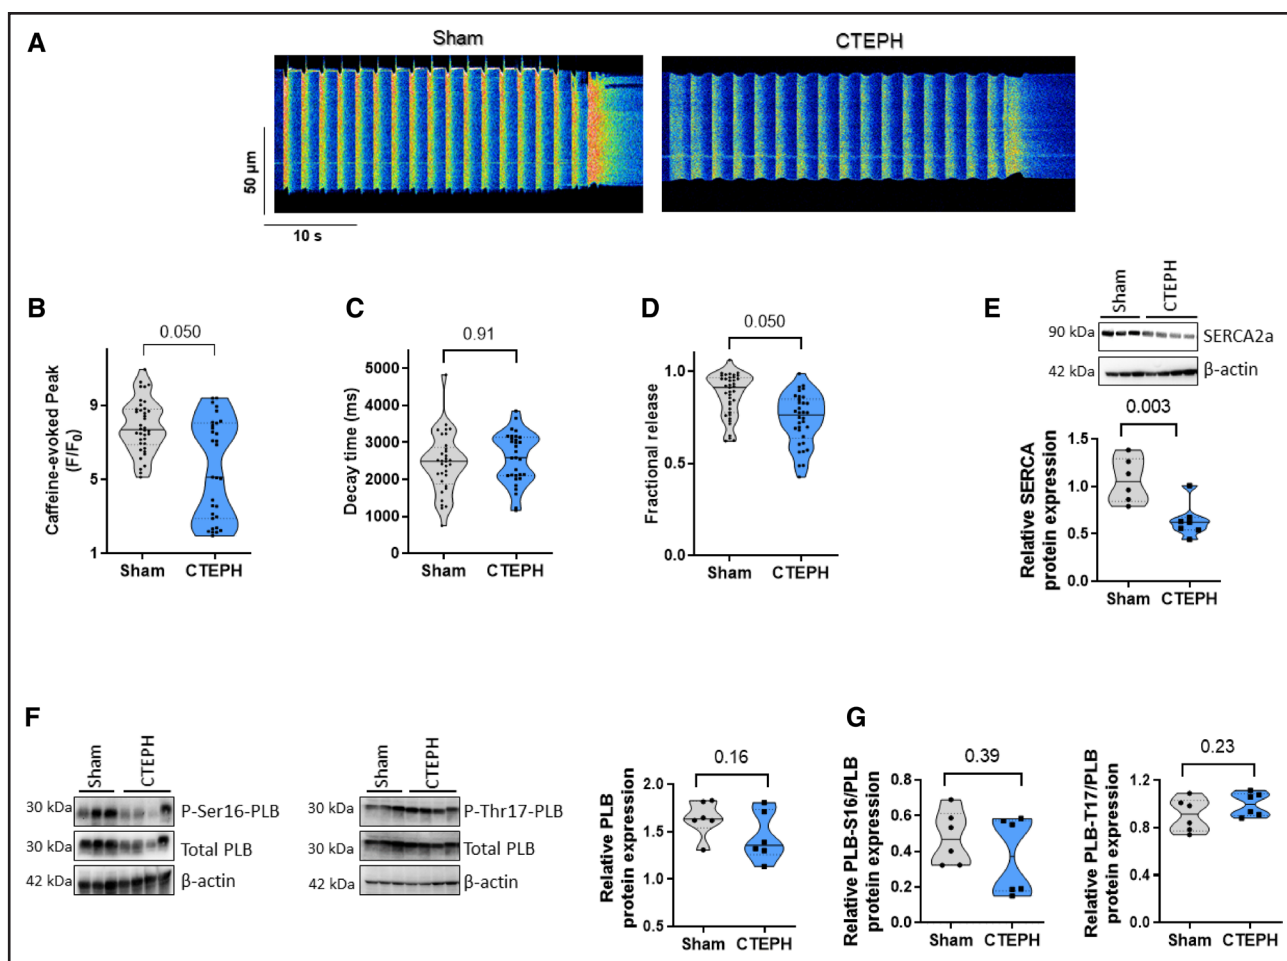 A
Sham
CTEPH
50 µm
10 s
B
0.050
Caffeine-evoked Peak
(F/F0)
9
5
1
Sham
CTEPH
C
0.91
Decay time (ms)
5000
4000
3000
2000
1000
0
Sham
CTEPH
D
0.050
Fractional release
1.0
0.5
0.0
Sham
CTEPH
E
Sham
CTEPH
90 kDa
SERCA2a
42 kDa
β-actin
0.003
Relative SERCA
protein expression
1.5
1.0
0.5
0.0
Sham
CTEPH
F
Sham
CTEPH
30 kDa
P-Ser16-PLB
30 kDa
Total PLB
42 kDa
β-actin
Sham
CTEPH
30 kDa
P-Thr17-PLB
30 kDa
Total PLB
42 kDa
β-actin
0.16
Relative PLB
protein expression
2.0
1.5
1.0
0.5
Sham
CTEPH
G
0.39
Relative PLB-S16/PLB
protein expression
0.8
0.6
0.4
0.2
0.0
Sham
CTEPH
0.23
Relative PLB-T17/PLB
protein expression
1.2
0.8
0.4
0.0
Sham
CTEPH